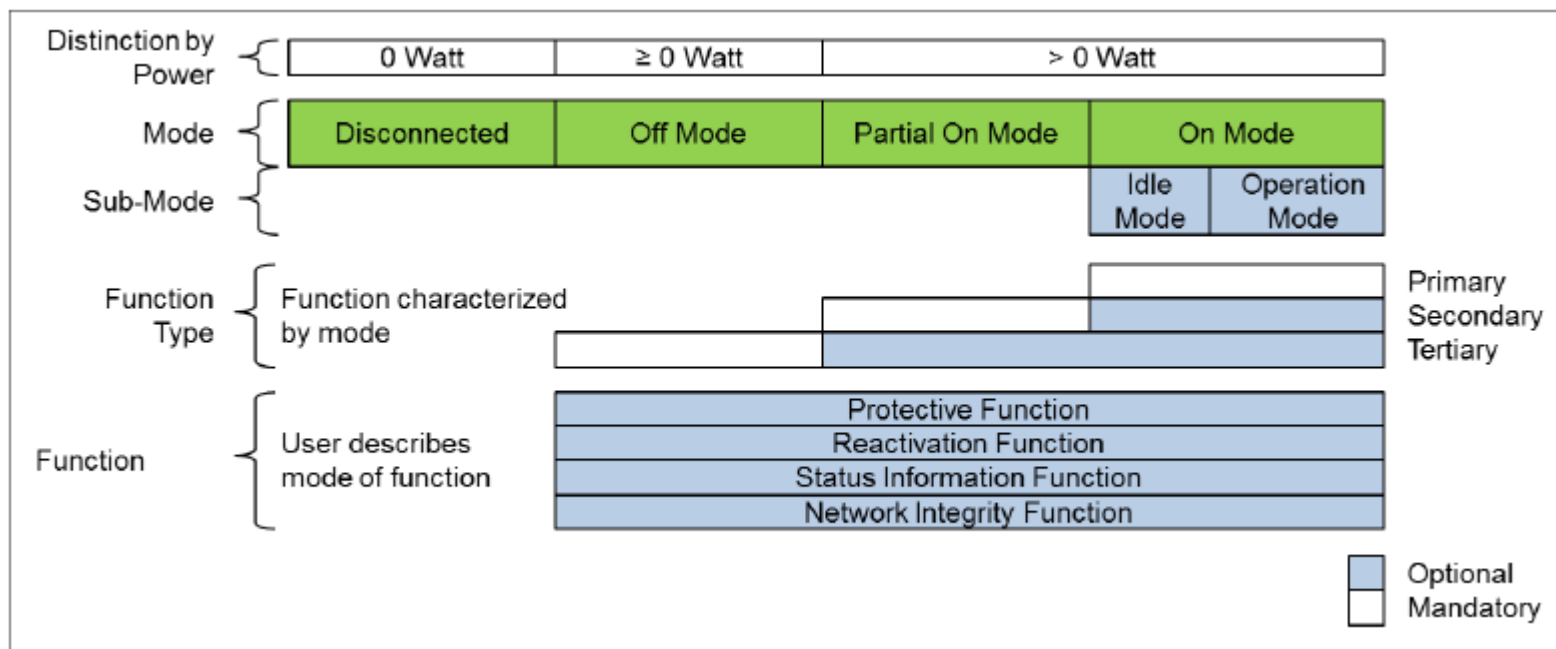 Distinction by
Power
0 Watt
≥ 0 Watt
> 0 Watt
Mode
Disconnected
Off Mode
Partial On Mode
On Mode
Sub-Mode
Idle
Mode
Operation
Mode
Function
Type
Function characterized
by mode
Primary
Secondary
Tertiary
Function
User describes
mode of function
Protective Function
Reactivation Function
Status Information Function
Network Integrity Function
Optional
Mandatory